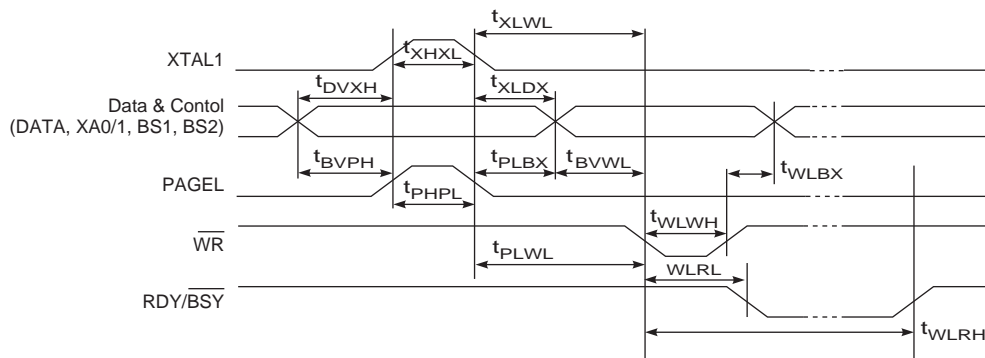 tXLWL
XTAL1
tXHXL
tDVXH
tXLDX
Data & Contol
(DATA, XA0/1, BS1, BS2)
tBVPH
tPLBX
tBVWL
tWLBX
PAGEL
tPHPL
tWLWH
WR
tPLWL
WLRL
RDY/BSY
tWLRH